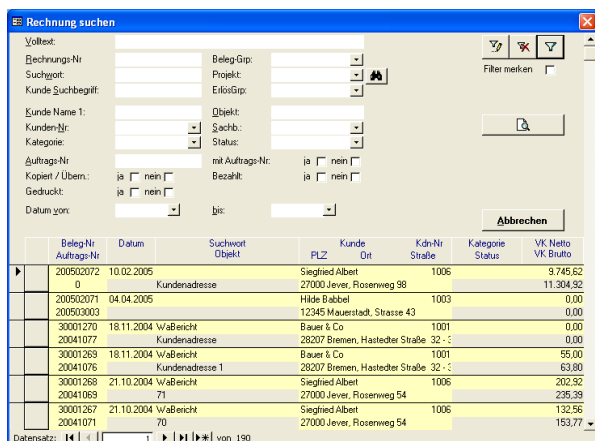 Rechnung suchen
Volltext:
Rechnungs-Nr Beleg-Grp:
Suchwort: Projekt:
Kunde Suchbegriff: ErlösGrp:
Filter merken
Kunde Name 1: Objekt:
Kunden-Nr: Sachb.:
Kategorie: Status:
Auftrags-Nr mit Auftrags-Nr: ja nein
Kopiert / Übern.: ja nein Bezahlt: ja nein
Gedruckt: ja nein
Datum von: bis:
Abbrechen
Beleg-Nr Datum Suchwort Kunde Kdn-Nr Kategorie VK Netto
Auftrags-Nr Objekt PLZ Ort Straße Status VK Brutto
200502072 10.02.2005 Siegfried Albert 1006 9.745,62
0 Kundenadresse 27000 Jever, Rosenweg 98 11.304,92
200502071 04.04.2005 Hilde Babbel 1003 0,00
200503003 12345 Mauerstadt, Strasse 43 0,00
30001270 18.11.2004 WaBericht Bauer & Co 1001 0,00
20041077 Kundenadresse 28207 Bremen, Hastedter Straße 32 - 0,00
30001269 18.11.2004 WaBericht Bauer & Co 1001 55,00
20041076 Kundenadresse 1 28207 Bremen, Hastedter Straße 32 - 63,80
30001268 21.10.2004 WaBericht Siegfried Albert 1006 202,92
20041069 71 27000 Jever, Rosenweg 54 235,39
30001267 21.10.2004 WaBericht Siegfried Albert 1006 132,56
20041071 70 27000 Jever, Rosenweg 54 153,77
Datensatz: 1 von 190